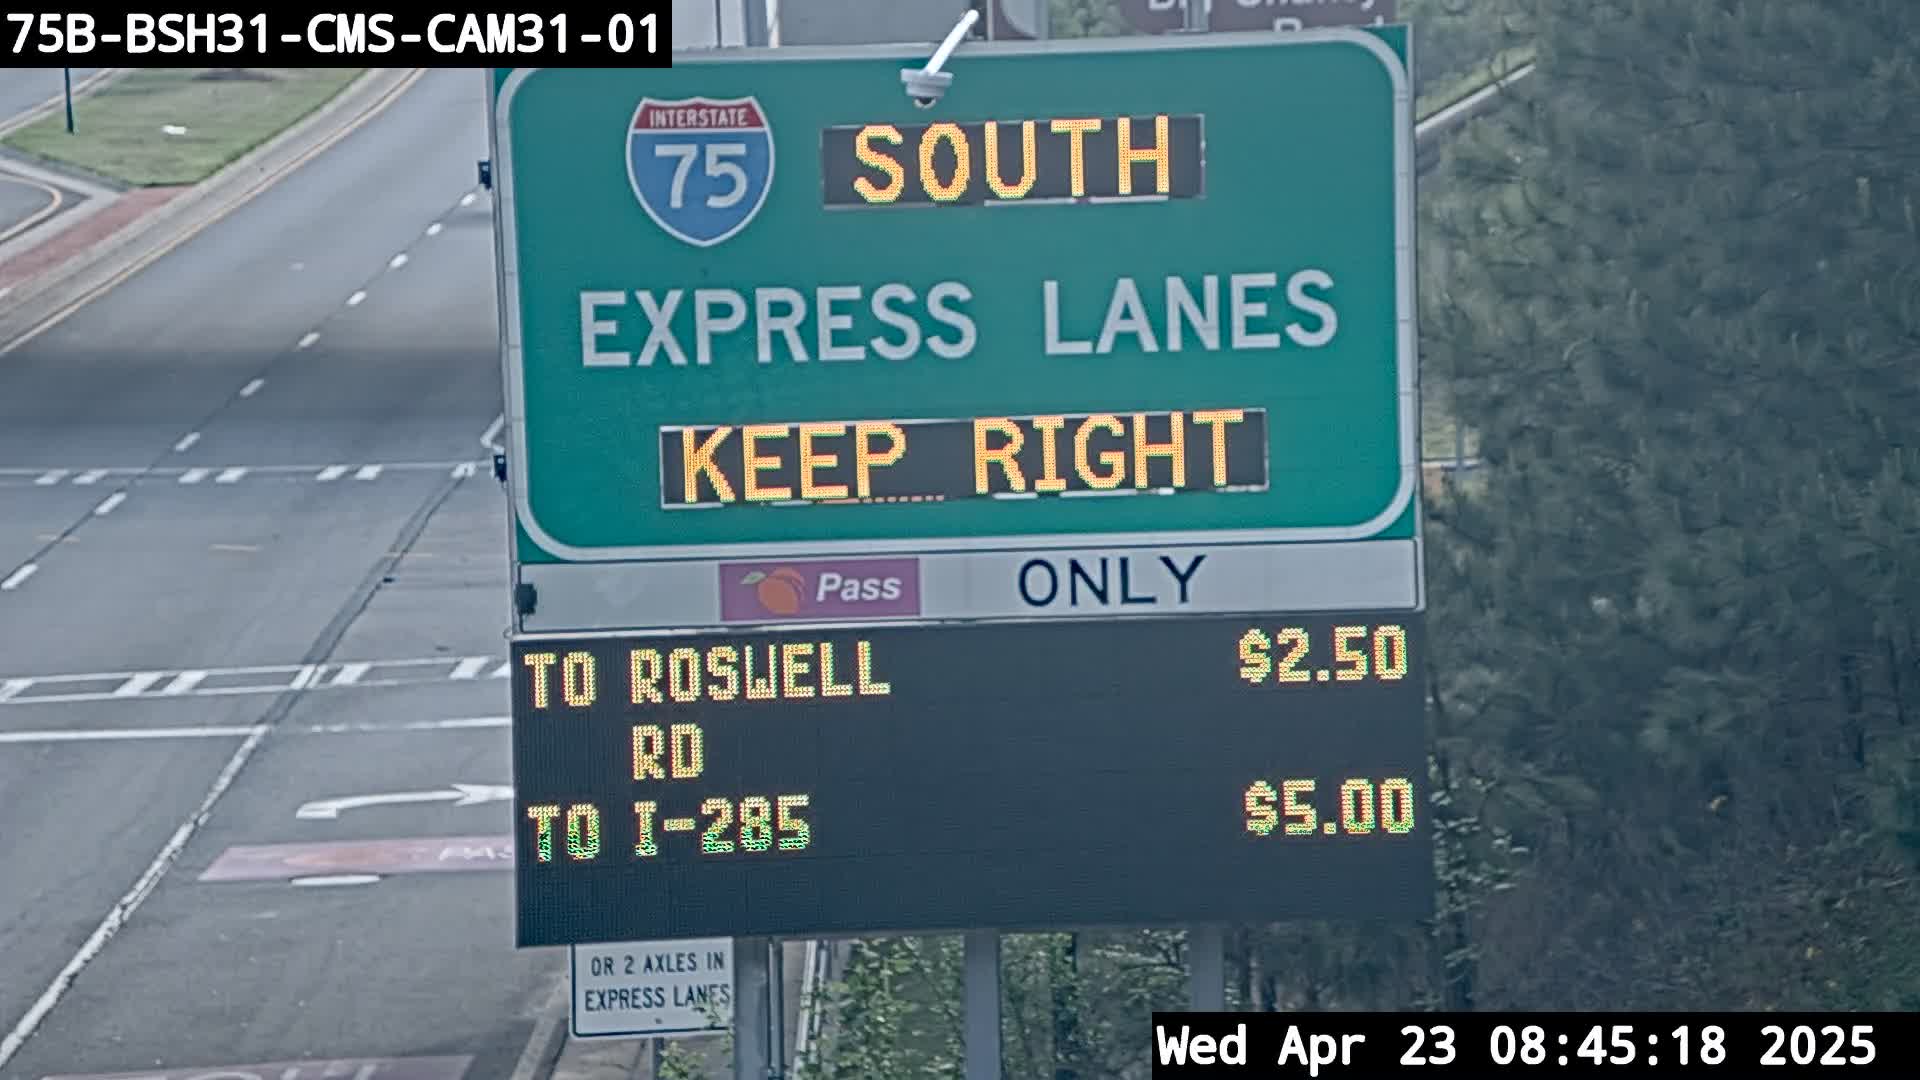 75B-BSH31-CMS-CAM31-01
Road
INTERSTATE
75
SOUTH
EXPRESS LANES
KEEP RIGHT
Pass ONLY
TO ROSWELL $2.50
RD
TO I-285 $5.00
OR 2 AXLES IN
EXPRESS LANES
Wed Apr 23 08:45:18 2025